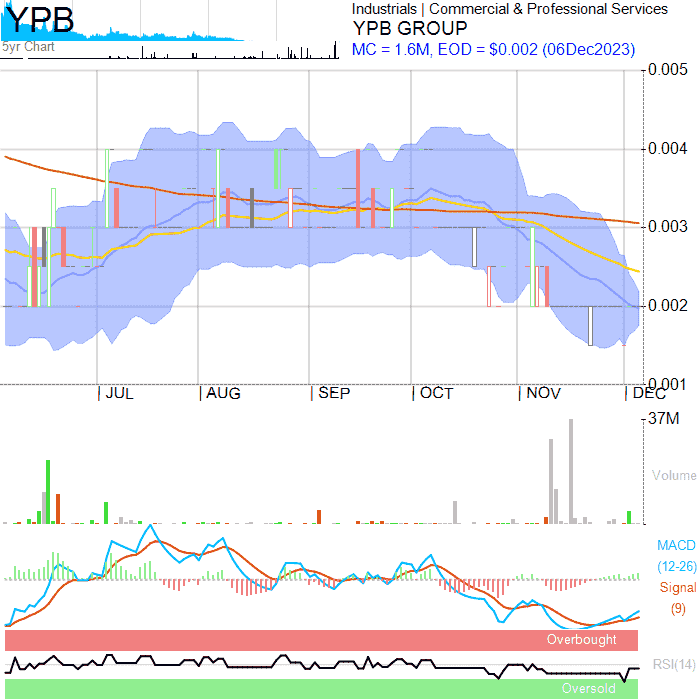 YPB
5yr Chart
Industrials | Commercial & Professional Services
YPB GROUP
MC = 1.6M, EOD = $0.002 (06Dec2023)
0.005
0.004
0.003
0.002
0.001
JUL
AUG
SEP
OCT
NOV
DEC
37M
Volume
MACD
(12-26)
Signal
(9)
Overbought
RSI(14)
Oversold